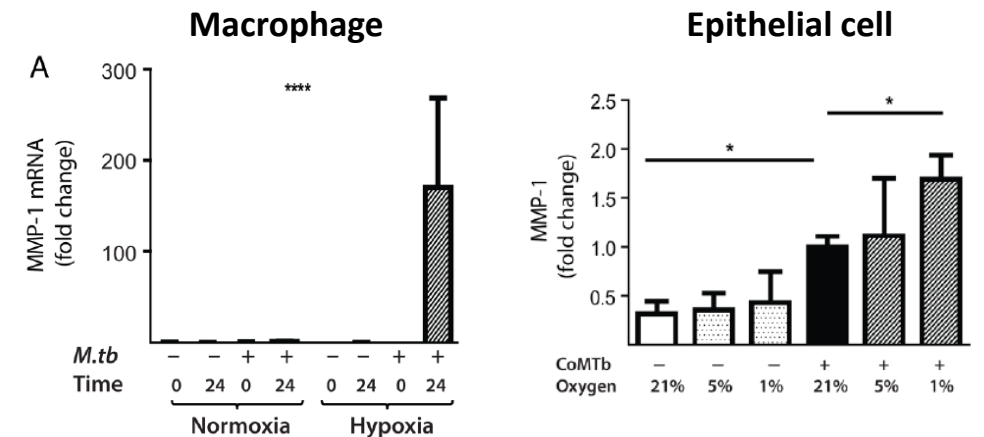 Macrophage
A
MMP-1 mRNA
(fold change)
300
200
100
****
M.tb – – + + – – + +
Time 0 24 0 24 0 24 0 24
Normoxia Hypoxia
Epithelial cell
MMP-1
(fold change)
2.5
2.0
1.5
1.0
0.5
*
*
CoMTb – – – + + +
Oxygen 21% 5% 1% 21% 5% 1%